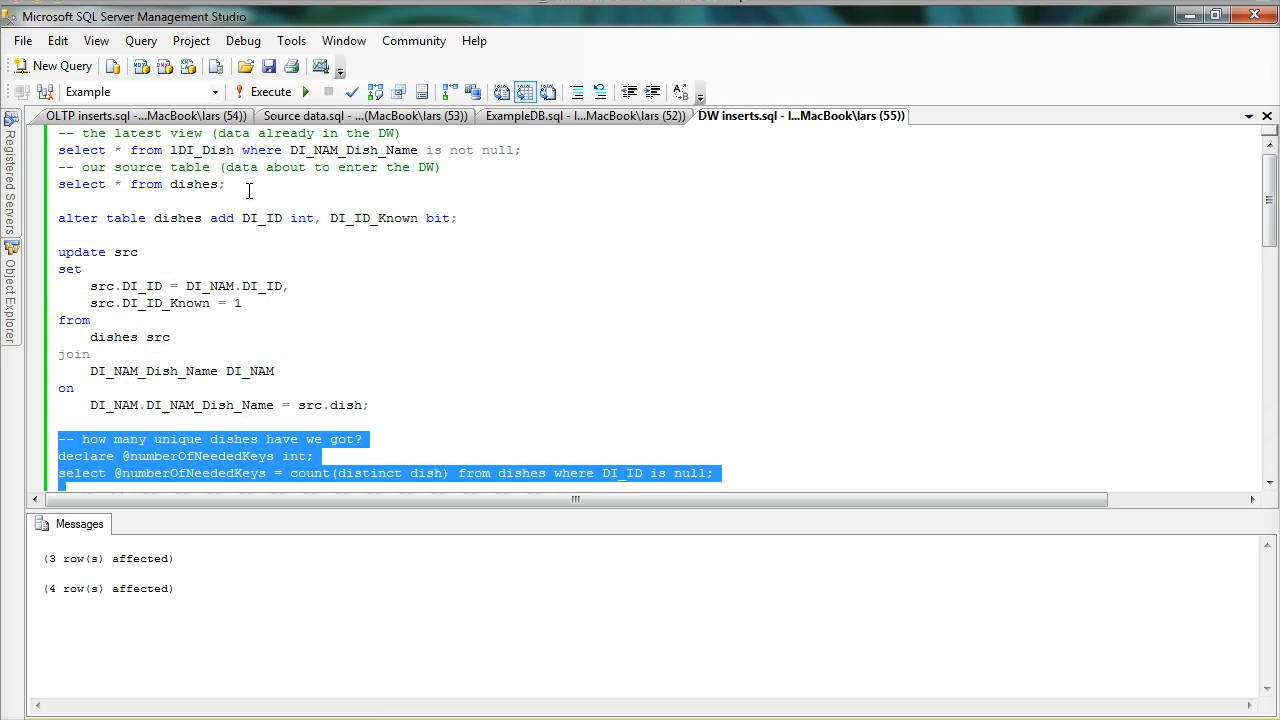 Microsoft SQL Server Management Studio
File Edit View Query Project Debug Tools Window Community Help
New Query
Example Execute
OLTP inserts.sql -...MacBook\lars (54)) Source data.sql - ...(MacBook\lars (53)) ExampleDB.sql - l...MacBook\lars (52)) DW inserts.sql - l...MacBook\lars (55))
Registered Servers
Object Explorer
-- the latest view (data already in the DW)
select * from lDI_Dish where DI_NAM_Dish_Name is not null;
-- our source table (data about to enter the DW)
select * from dishes;
alter table dishes add DI_ID int, DI_ID_Known bit;
update src
set
src.DI_ID = DI_NAM.DI_ID,
src.DI_ID_Known = 1
from
dishes src
join
DI_NAM_Dish_Name DI_NAM
on
DI_NAM.DI_NAM_Dish_Name = src.dish;
-- how many unique dishes have we got?
declare @numberOfNeededKeys int;
select @numberOfNeededKeys = count(distinct dish) from dishes where DI_ID is null;
Messages
(3 row(s) affected)
(4 row(s) affected)